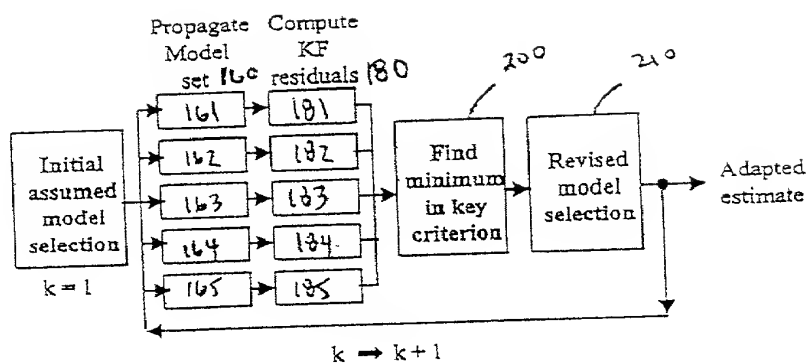 Propagate
Model
set 160
Compute
KF
residuals 180
200
210
161
181
162
182
163
183
164
184
165
185
Initial
assumed
model
selection
k = 1
Find
minimum
in key
criterion
Revised
model
selection
Adapted
estimate
k → k + 1